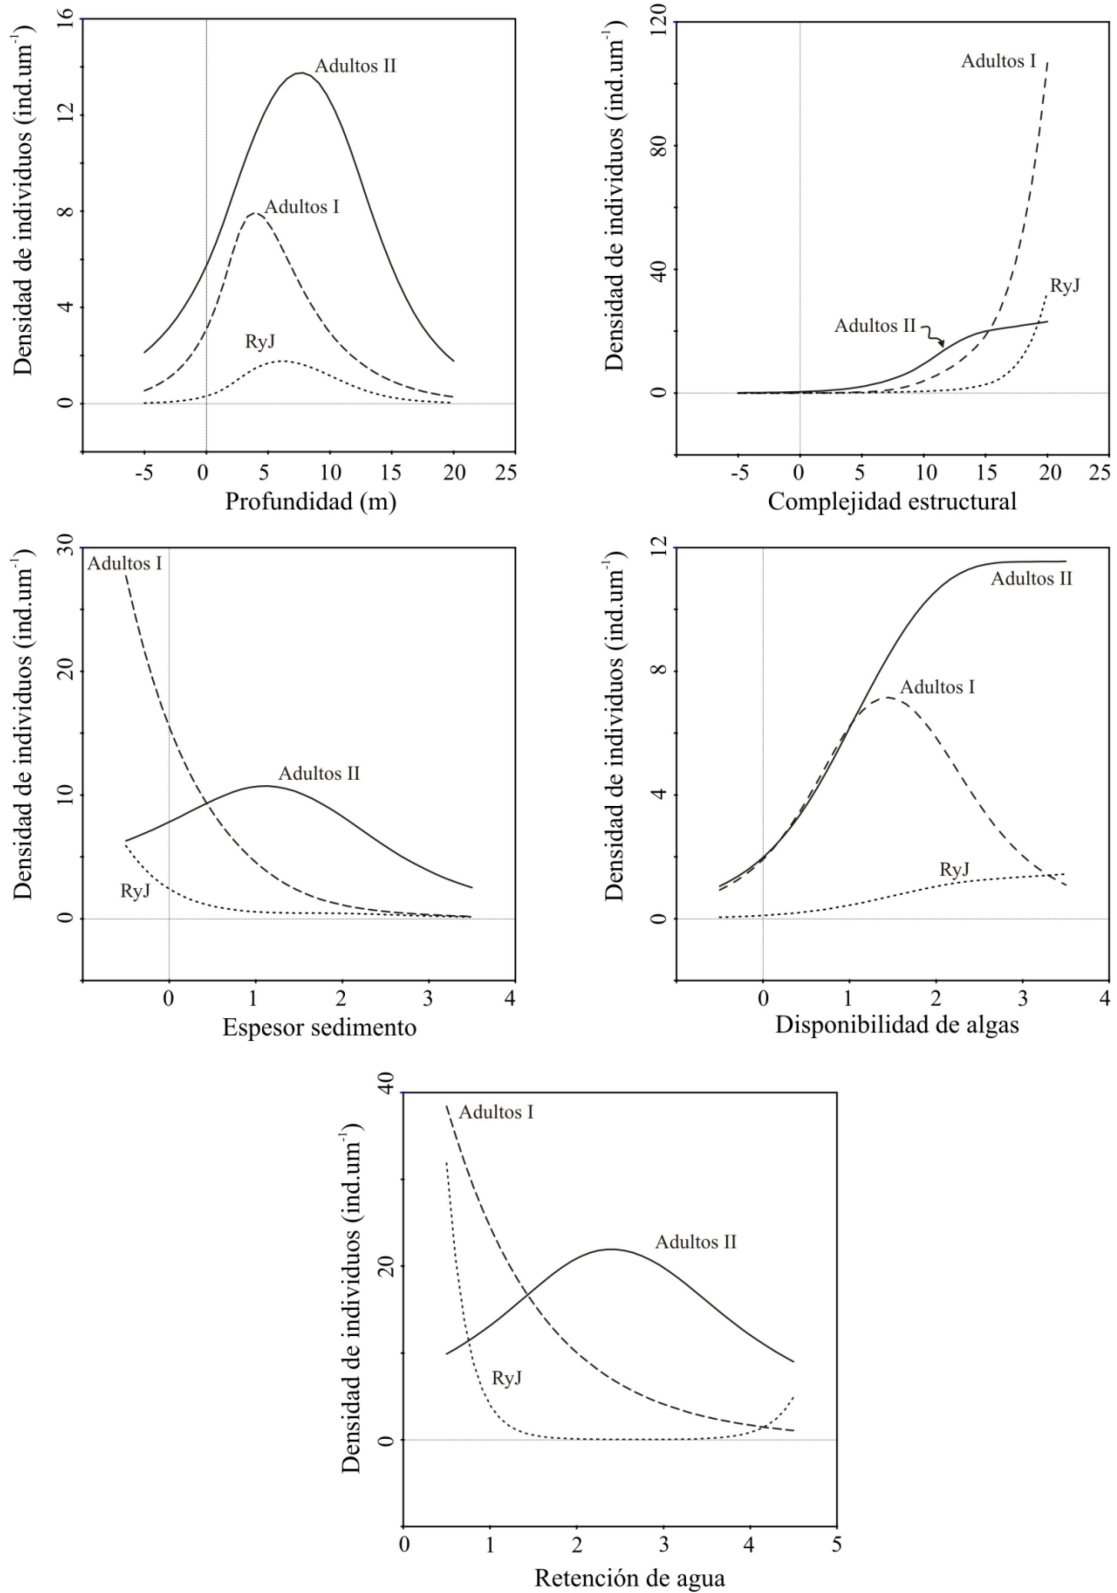 Densidad de individuos (ind.um-1)
16
12
8
4
0
Adultos II
Adultos I
RyJ
-5 0 5 10 15 20 25
Profundidad (m)
Densidad de individuos (ind.um-1)
120
80
40
0
Adultos I
RyJ
Adultos II
-5 0 5 10 15 20 25
Complejidad estructural
Densidad de individuos (ind.um-1)
30
20
10
0
Adultos I
Adultos II
RyJ
0 1 2 3 4
Espesor sedimento
Densidad de individuos (ind.um-1)
12
8
4
0
Adultos II
Adultos I
RyJ
0 1 2 3 4
Disponibilidad de algas
Densidad de individuos (ind.um-1)
40
20
0
Adultos I
Adultos II
RyJ
0 1 2 3 4 5
Retención de agua